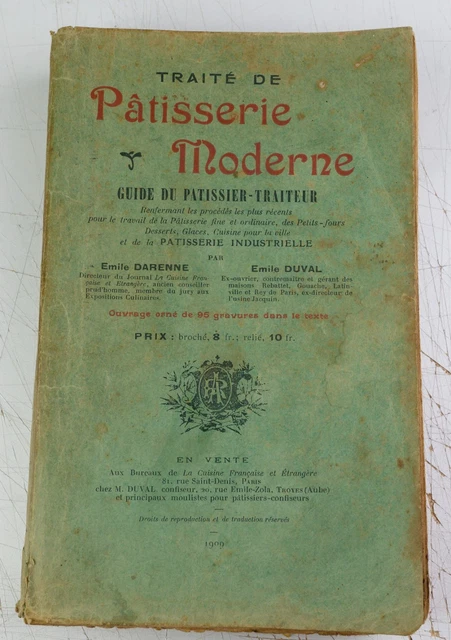 TRAITÉ DE
Pâtisserie
Moderne
GUIDE DU PATISSIER-TRAITEUR
Renfermant les procédés les plus récents
pour le travail de la Pâtisserie fine et ordinaire, des Petits-fours
Desserts, Glaces, Cuisine pour la ville
et de la PATISSERIE INDUSTRIELLE
PAR
Emile DARENNE
Directeur du Journal La Cuisine Fran-
çaise et Etrangère, ancien conseiller
prud'homme, membre du jury aux
Expositions Culinaires.
Emile DUVAL
Ex-ouvrier, contremaître et gérant des
maisons Rebattet, Gouache, Latin-
ville et Rey de Paris, ex-directeur de
l'usine Jacquin.
Ouvrage orné de 96 gravures dans le texte
PRIX : broché, 8 fr.; relié, 10 fr.
EN VENTE
Aux Bureaux de La Cuisine Française et Étrangère
81, rue Saint-Denis, PARIS
chez M. DUVAL, confiseur, 90, rue Emile-Zola, TROYES (Aube)
et principaux moulistes pour pâtissiers-confiseurs
Droits de reproduction et de traduction réservés
1909